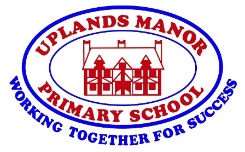 UPLANDS MANOR
PRIMARY SCHOOL
WORKING TOGETHER FOR SUCCESS